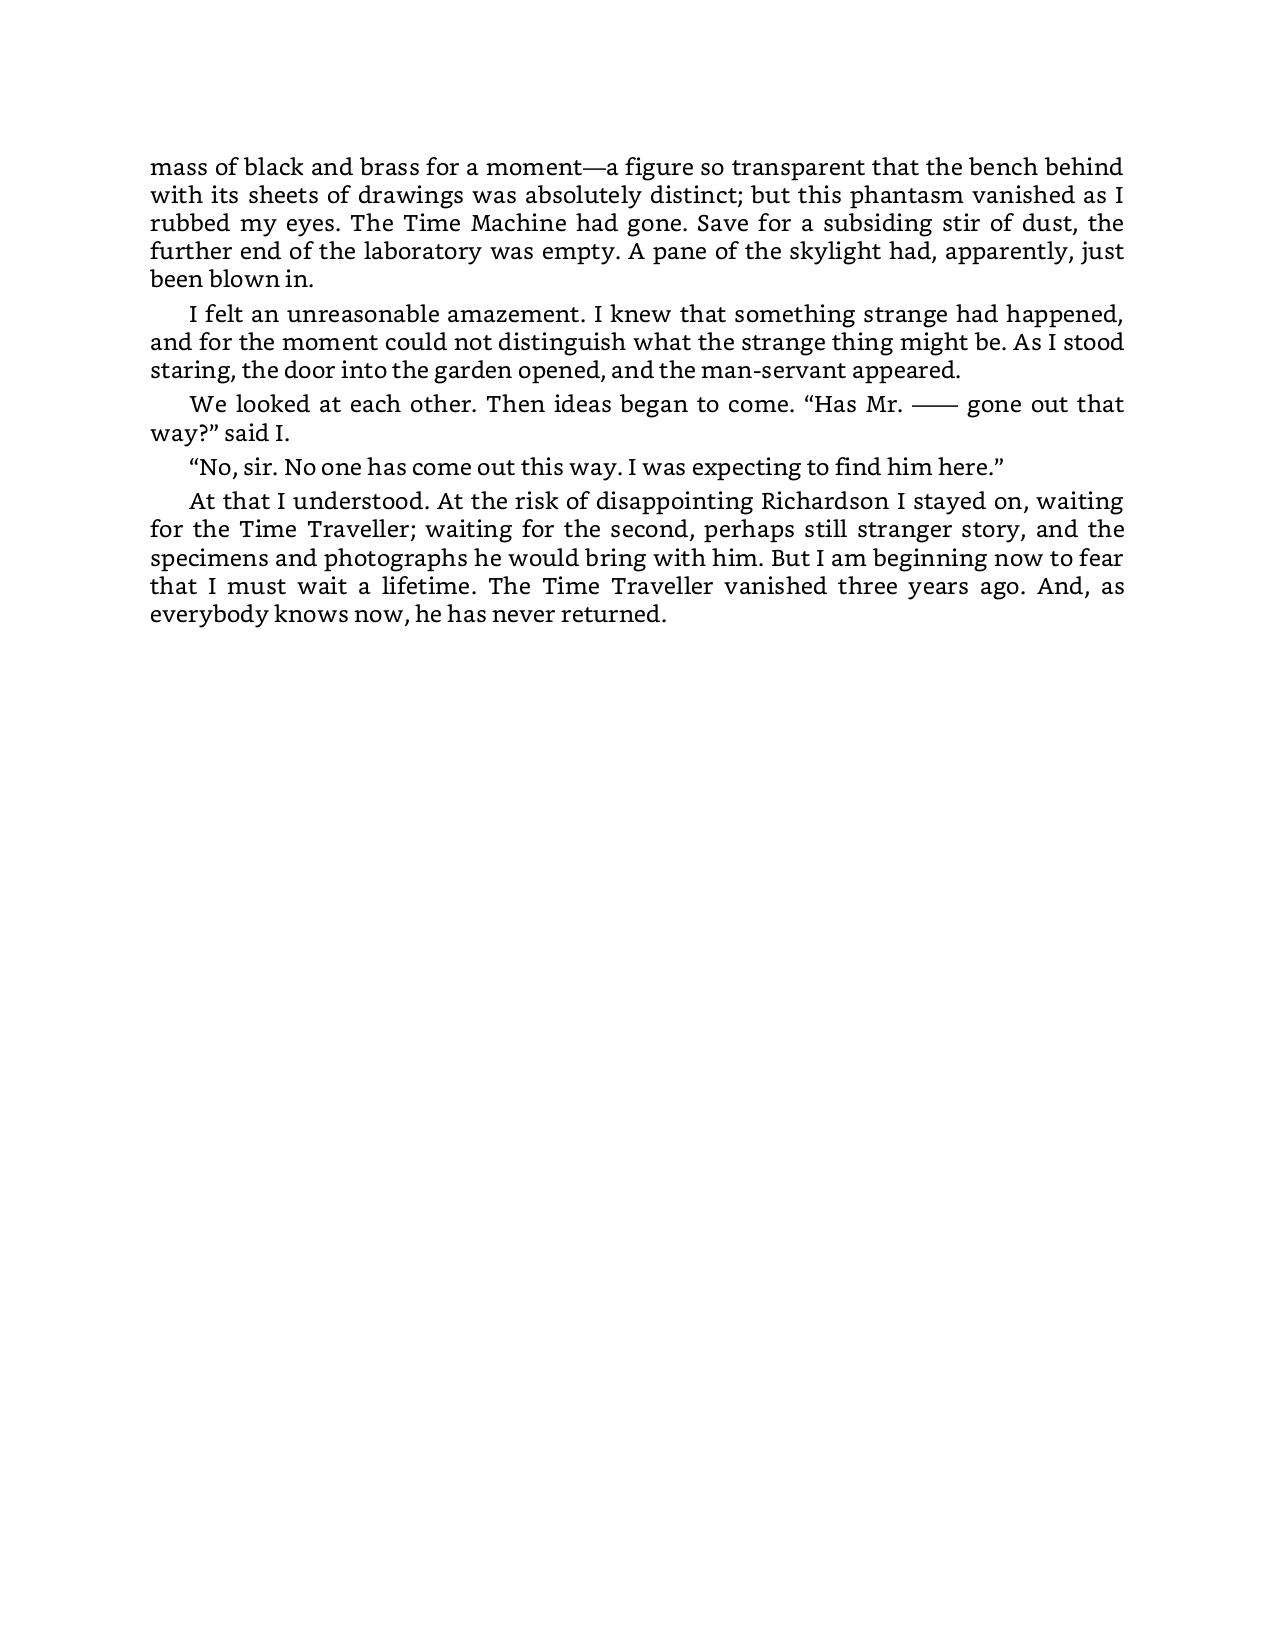 mass of black and brass for a moment—a figure so transparent that the bench behind
with its sheets of drawings was absolutely distinct; but this phantasm vanished as I
rubbed my eyes. The Time Machine had gone. Save for a subsiding stir of dust, the
further end of the laboratory was empty. A pane of the skylight had, apparently, just
been blown in.
I felt an unreasonable amazement. I knew that something strange had happened,
and for the moment could not distinguish what the strange thing might be. As I stood
staring, the door into the garden opened, and the man-servant appeared.
We looked at each other. Then ideas began to come. “Has Mr. —— gone out that
way?” said I.
“No, sir. No one has come out this way. I was expecting to find him here.”
At that I understood. At the risk of disappointing Richardson I stayed on, waiting
for the Time Traveller; waiting for the second, perhaps still stranger story, and the
specimens and photographs he would bring with him. But I am beginning now to fear
that I must wait a lifetime. The Time Traveller vanished three years ago. And, as
everybody knows now, he has never returned.